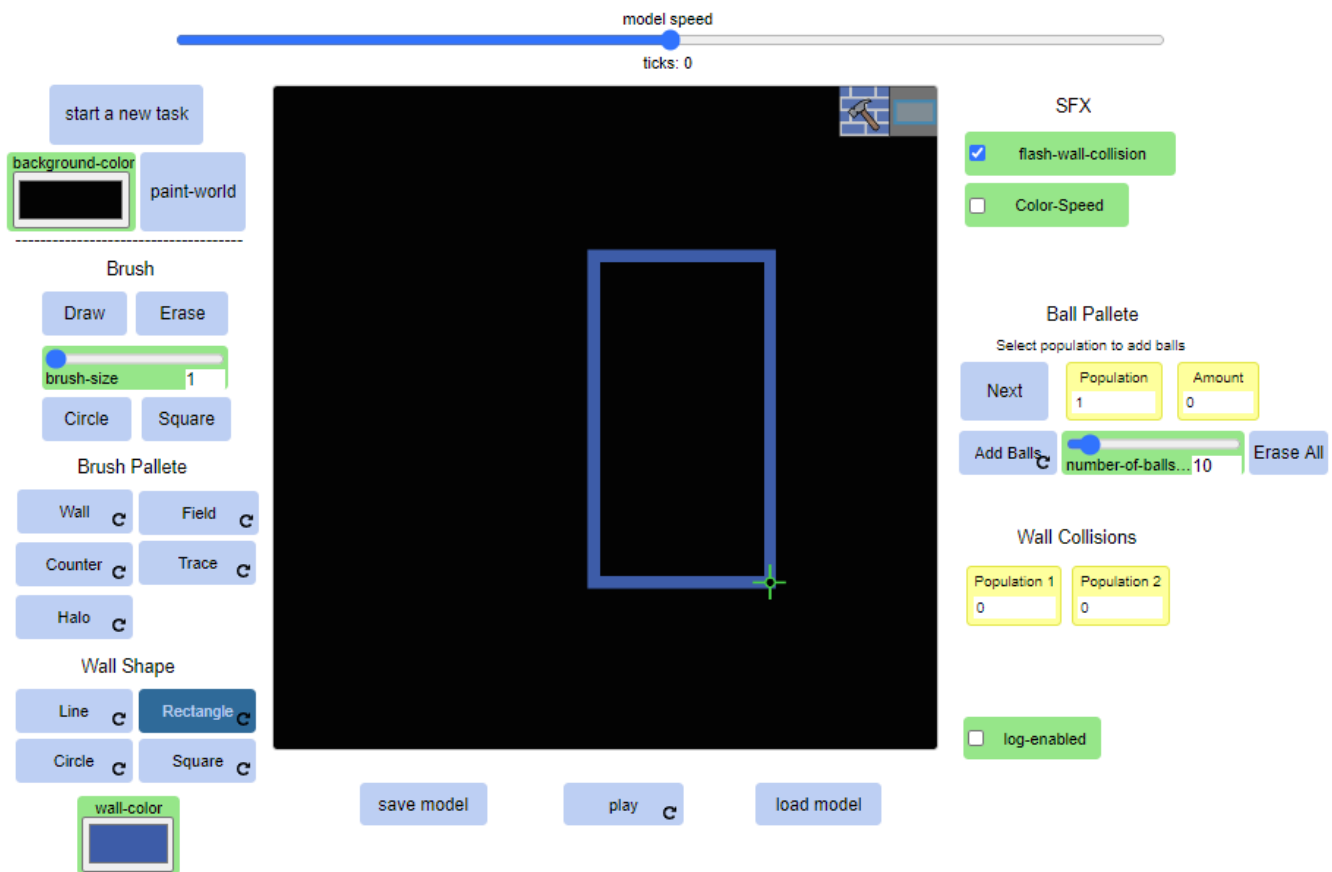 model speed
ticks: 0
start a new task
background-color
paint-world
--------------------------------------
Brush
Draw
Erase
brush-size 1
Circle
Square
Brush Pallete
Wall
Field
Counter
Trace
Halo
Wall Shape
Line
Rectangle
Circle
Square
wall-color
save model
play
load model
SFX
flash-wall-collision
Color-Speed
Ball Pallete
Select population to add balls
Next
Population
1
Amount
0
Add Balls
number-of-balls... 10
Erase All
Wall Collisions
Population 1
0
Population 2
0
log-enabled